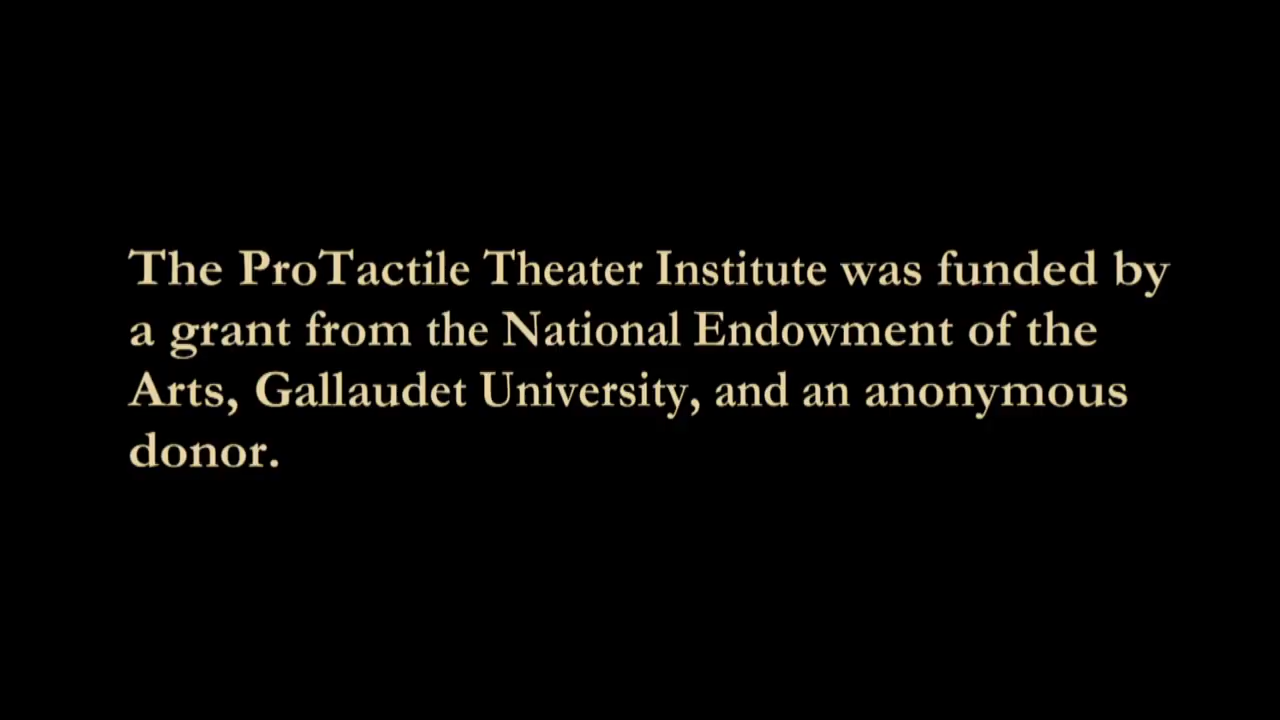 The ProTactile Theater Institute was funded by
a grant from the National Endowment of the
Arts, Gallaudet University, and an anonymous
donor.